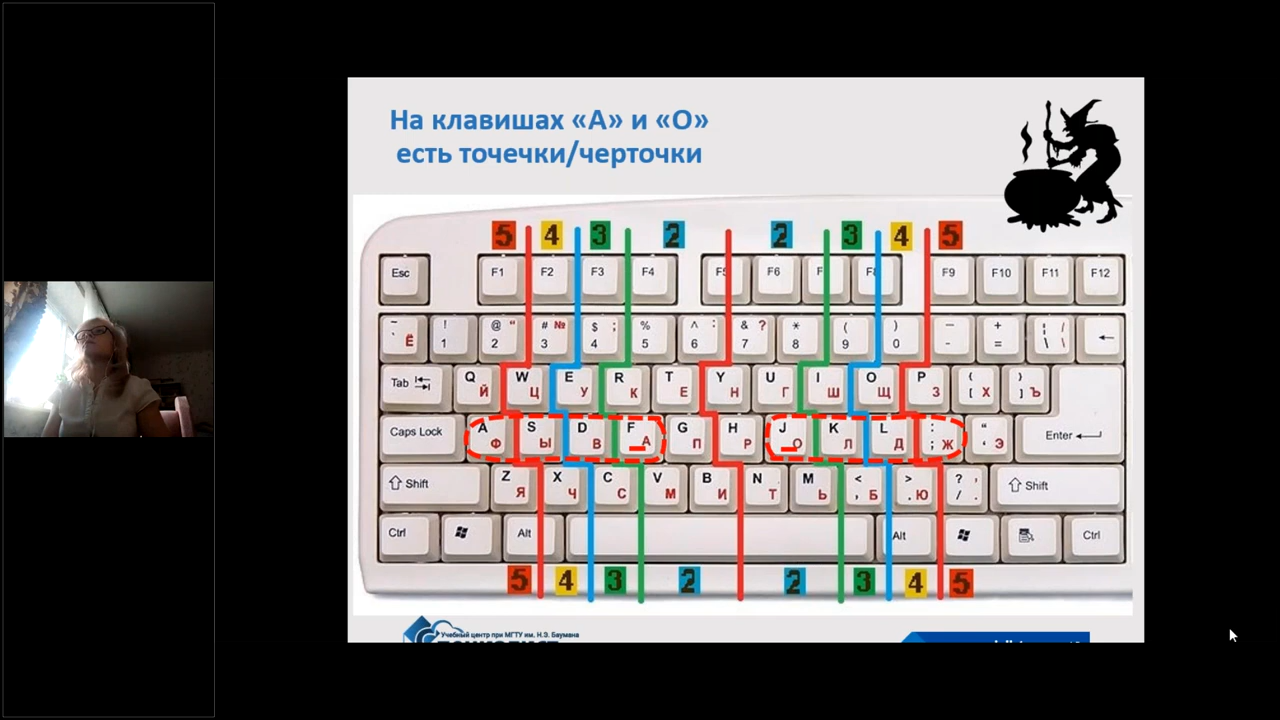 На клавишах «А» и «О»
есть точечки/черточки
5 4 3 2 2 3 4 5
Esc F1 F2 F3 F4 F5 F6 F F8 F9 F10 F11 F12
~ ` Ё ! 1 @ " 2 # № 3 $ ; 4 % 5 ^ : 6 & ? 7 * 8 ( 9 ) 0 _ - + = | / \ \ ←
Tab Q Й W Ц E У R К T Е Y Н U Г I Ш O Щ P З { [ Х } ] Ъ
Caps Lock A Ф S Ы D В F А G П H Р J О K Л L Д : ; Ж " ' Э Enter
Shift Z Я X Ч C С V М B И N Т M Ь < , Б > . Ю ? , / . Shift
Ctrl Alt Alt Ctrl
5 4 3 2 2 3 4 5
Учебный центр при МГТУ им. Н.Э. Баумана